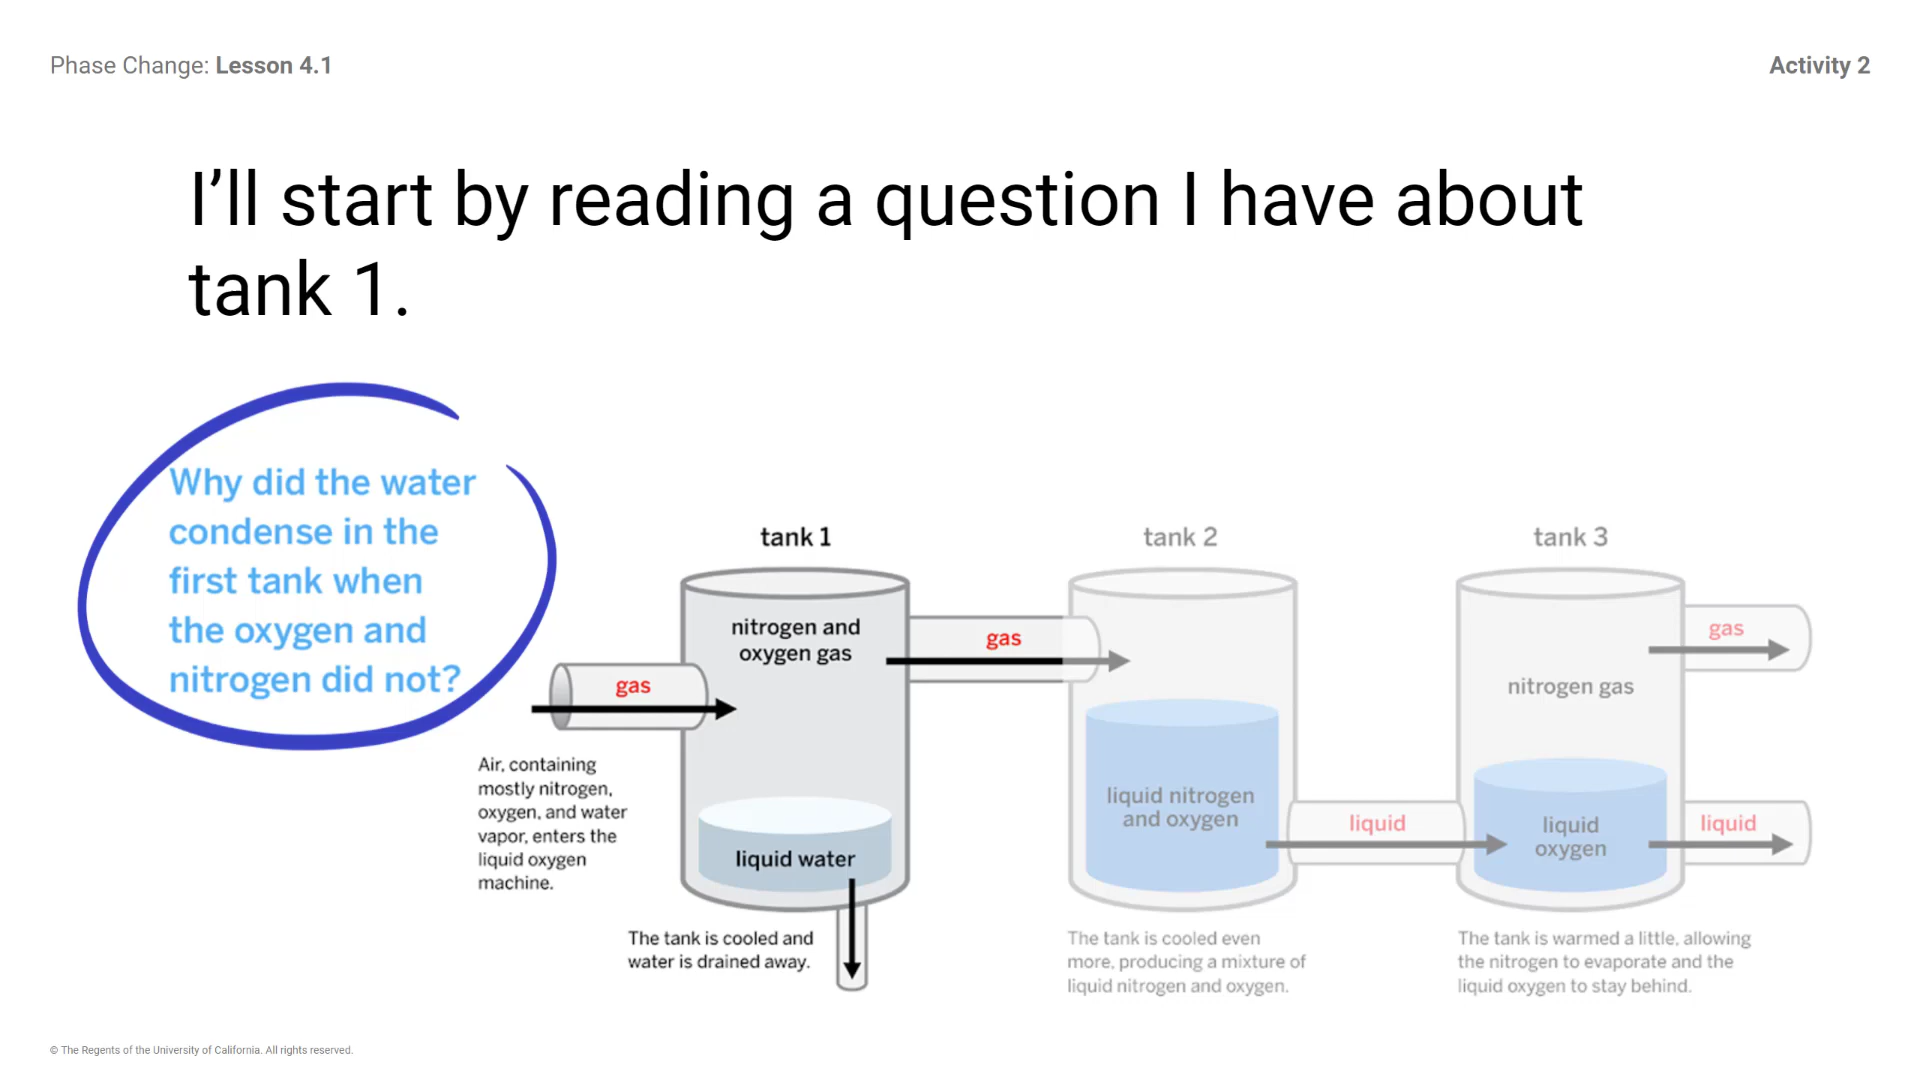 Phase Change: Lesson 4.1
Activity 2
I’ll start by reading a question I have about
tank 1.
Why did the water
condense in the
first tank when
the oxygen and
nitrogen did not?
tank 1
nitrogen and
oxygen gas
gas
gas
Air, containing
mostly nitrogen,
oxygen, and water
vapor, enters the
liquid oxygen
machine.
liquid water
The tank is cooled and
water is drained away.
tank 2
liquid nitrogen
and oxygen
liquid
The tank is cooled even
more, producing a mixture of
liquid nitrogen and oxygen.
tank 3
gas
nitrogen gas
liquid
oxygen
liquid
The tank is warmed a little, allowing
the nitrogen to evaporate and the
liquid oxygen to stay behind.
© The Regents of the University of California. All rights reserved.